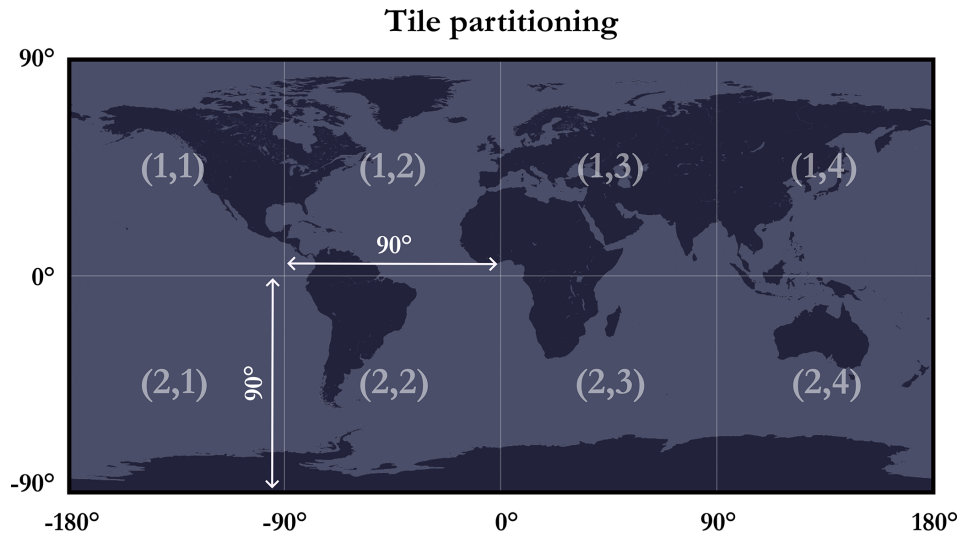 Tile partitioning
90°
(1,1) (1,2) (1,3) (1,4)
90°
0°
90°
(2,1) (2,2) (2,3) (2,4)
-90°
-180° -90° 0° 90° 180°